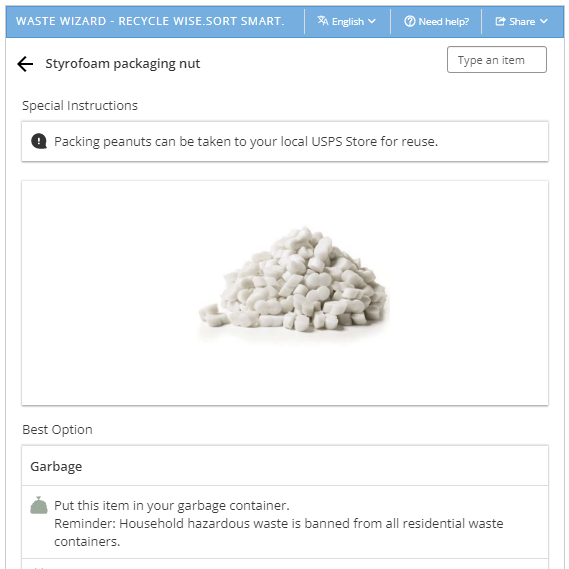 WASTE WIZARD - RECYCLE WISE.SORT SMART.
English
Need help?
Share
Styrofoam packaging nut
Type an item
Special Instructions
Packing peanuts can be taken to your local USPS Store for reuse.
Best Option
Garbage
Put this item in your garbage container.
Reminder: Household hazardous waste is banned from all residential waste
containers.